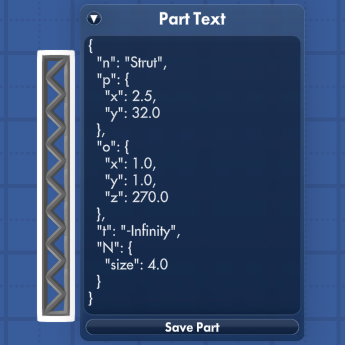 Part Text
{
"n": "Strut",
"p": {
"x": 2.5,
"y": 32.0
},
"o": {
"x": 1.0,
"y": 1.0,
"z": 270.0
},
"t": "-Infinity",
"N": {
"size": 4.0
}
}
Save Part